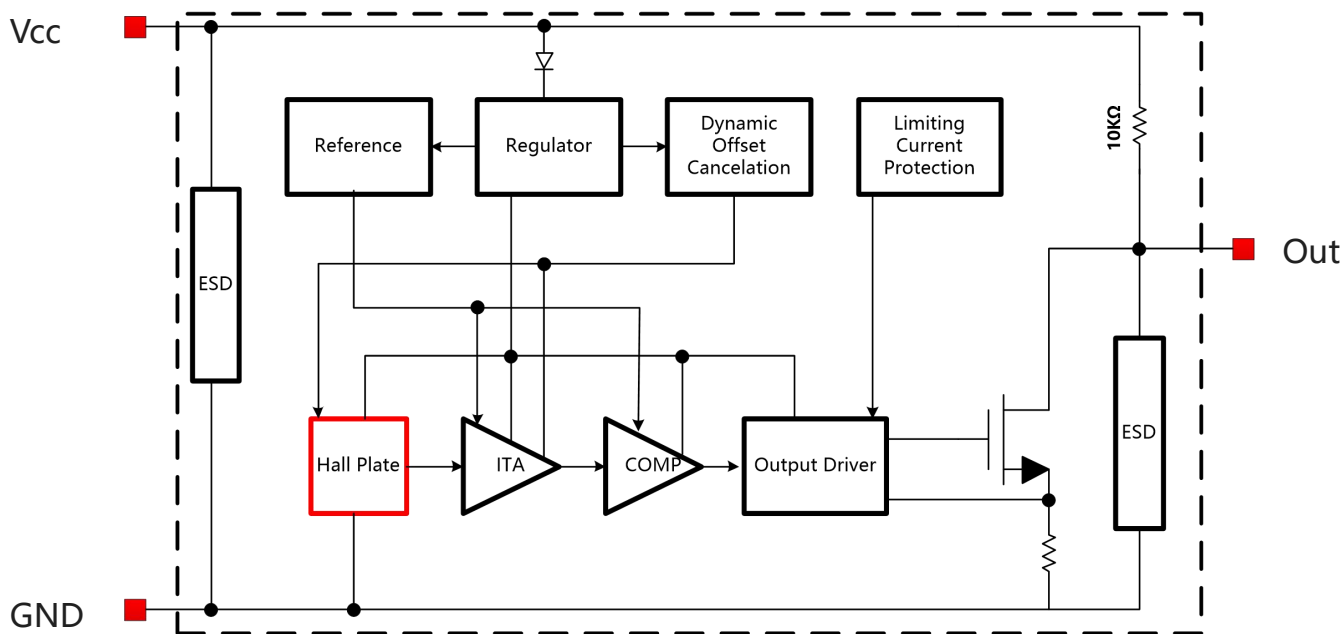 Vcc
Reference
Regulator
Dynamic
Offset
Cancelation
Limiting
Current
Protection
10KΩ
Out
ESD
Hall Plate
ITA
COMP
Output Driver
ESD
GND